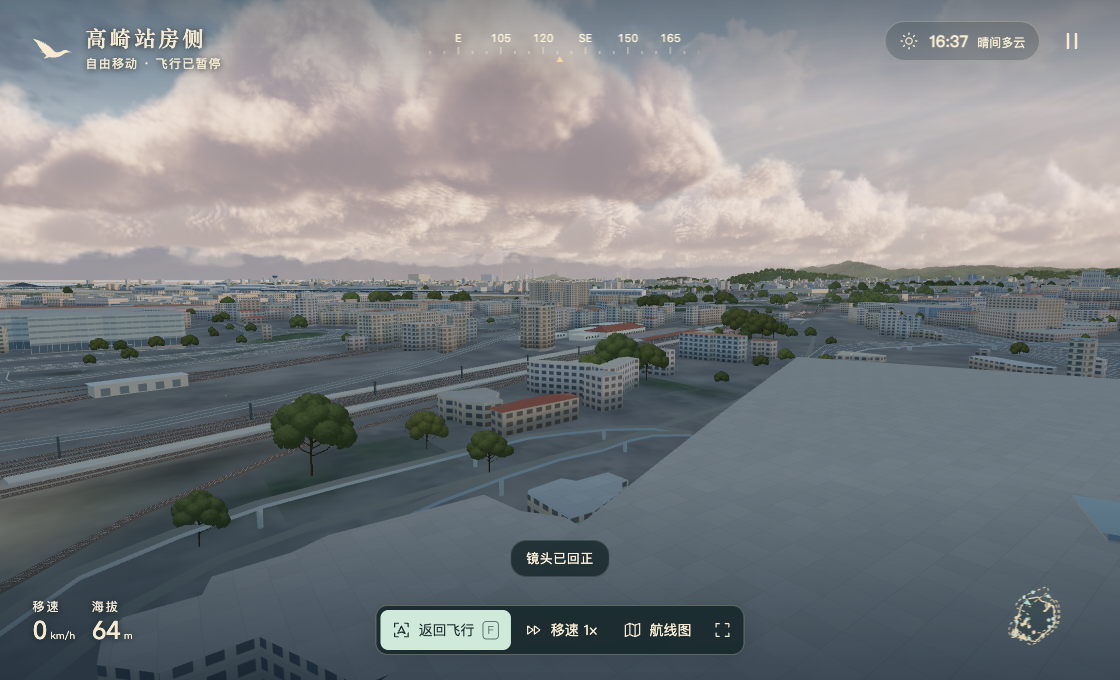 高崎站房侧
自由移动 · 飞行已暂停
E 105 120 SE 150 165
16:37 晴间多云
镜头已回正
移速 海拔
0 km/h 64 m
返回飞行 F 移速 1x 航线图